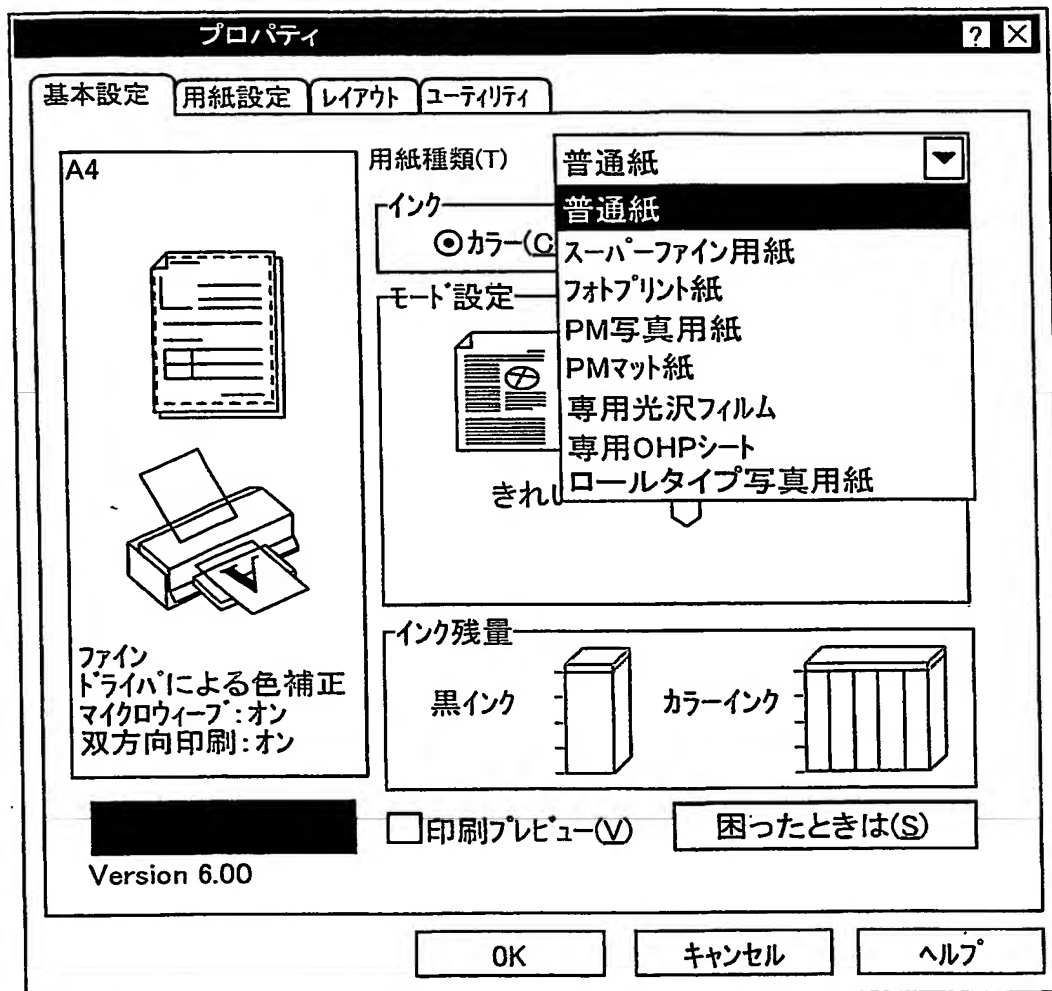 プロパティ
基本設定 用紙設定 レイアウト ユーティリティ
A4
用紙種類(T) 普通紙
普通紙
スーパーファイン用紙
フォトプリント紙
PM写真用紙
PMマット紙
専用光沢フィルム
専用OHPシート
ロールタイプ写真用紙
インク
カラー(C
モード設定
きれい
ファイン
ドライバによる色補正
マイクロウィーブ:オン
双方向印刷:オン
インク残量
黒インク カラーインク
印刷プレビュー(V) 困ったときは(S)
Version 6.00
OK キャンセル ヘルプ